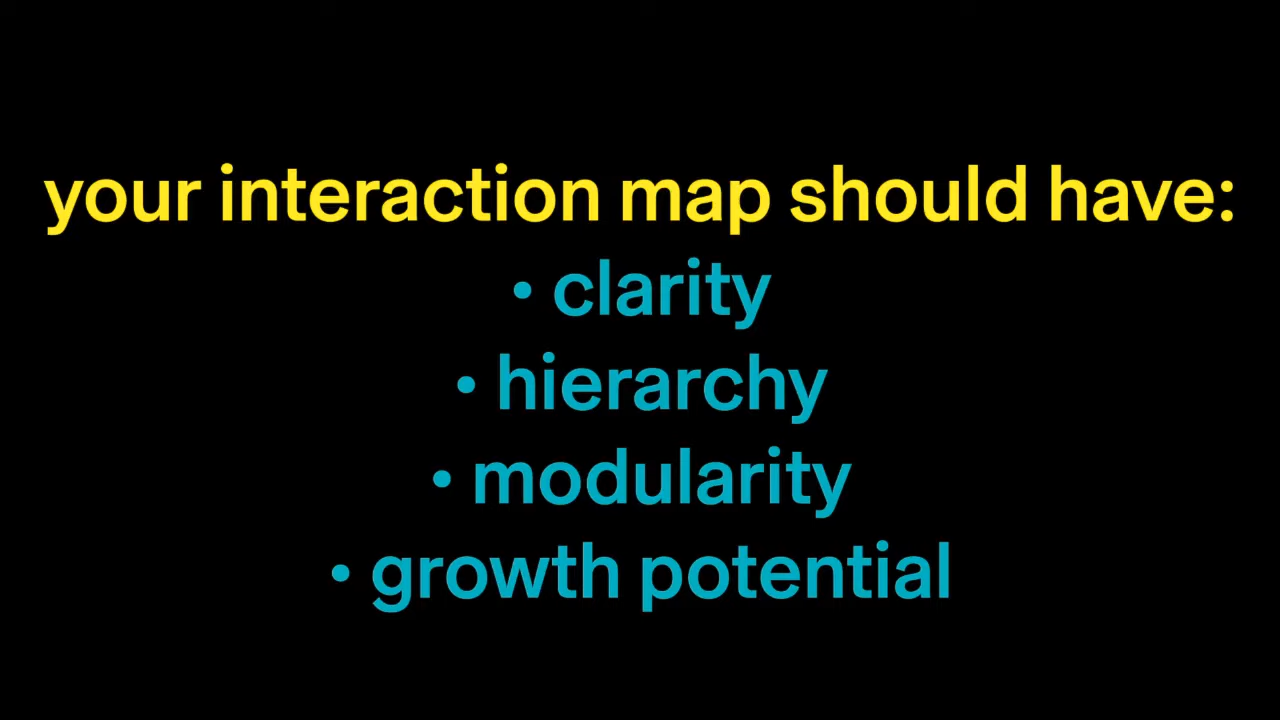 your interaction map should have:
• clarity
• hierarchy
• modularity
• growth potential